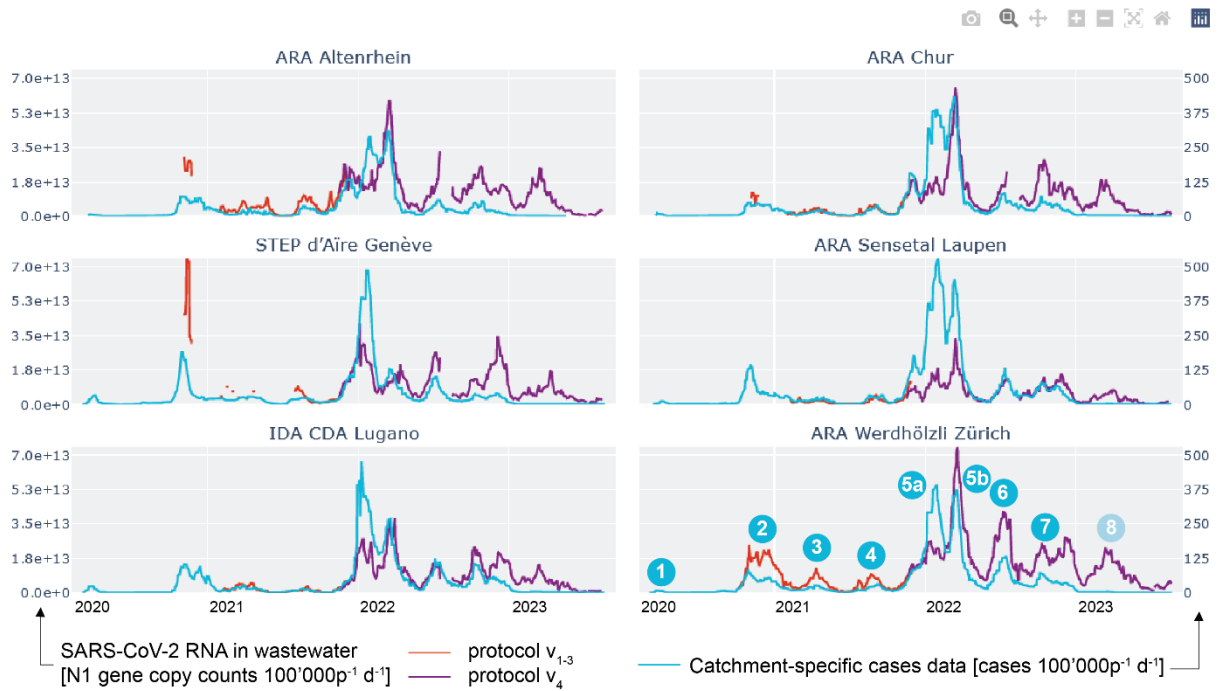 ARA Altenrhein
7.0e+13
5.3e+13
3.5e+13
1.8e+13
0.0e+0
ARA Chur
500
375
250
125
0
STEP d’Aïre Genève
7.0e+13
5.3e+13
3.5e+13
1.8e+13
0.0e+0
ARA Sensetal Laupen
500
375
250
125
0
IDA CDA Lugano
7.0e+13
5.3e+13
3.5e+13
1.8e+13
0.0e+0
2020 2021 2022 2023
ARA Werdhölzli Zürich
500
375
250
125
0
1 2 3 4 5a 5b 6 7 8
2020 2021 2022 2023
SARS-CoV-2 RNA in wastewater
[N1 gene copy counts 100’000p⁻¹ d⁻¹]
protocol v₁₋₃
protocol v₄
Catchment-specific cases data [cases 100’000p⁻¹ d⁻¹]